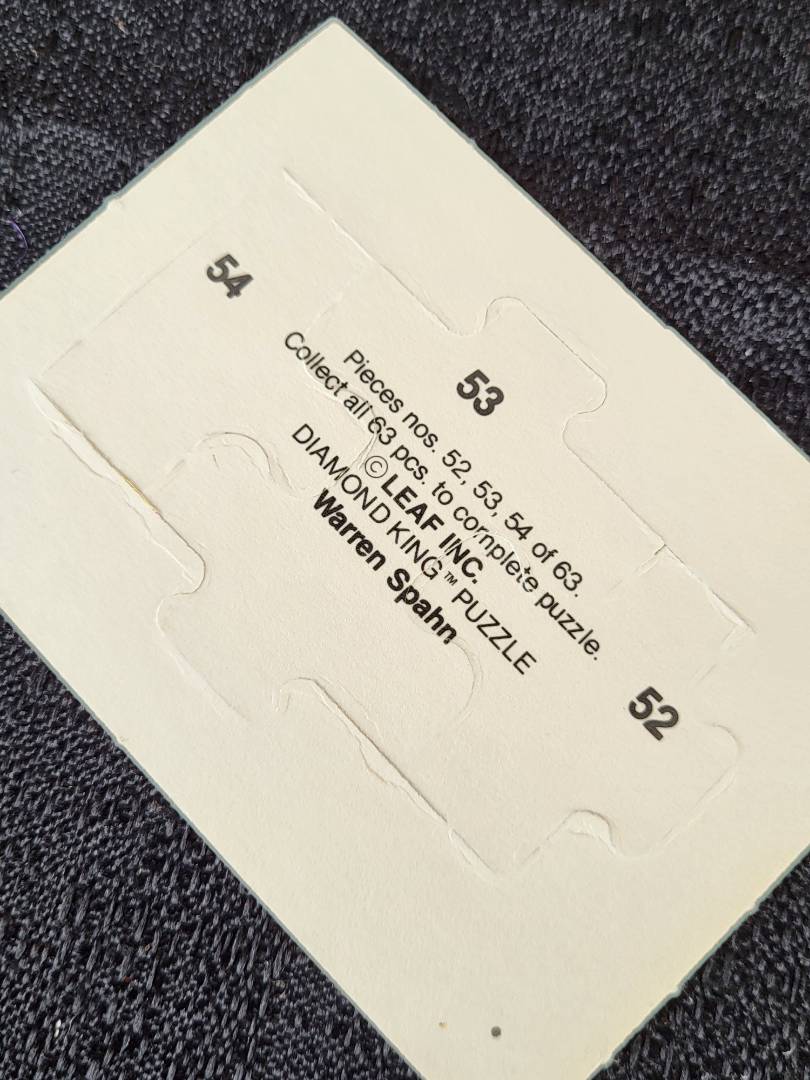 54
53
52
Pieces nos. 52, 53, 54 of 63.
Collect all 63 pcs. to complete puzzle.
© LEAF INC.
DIAMOND KING™ PUZZLE
Warren Spahn